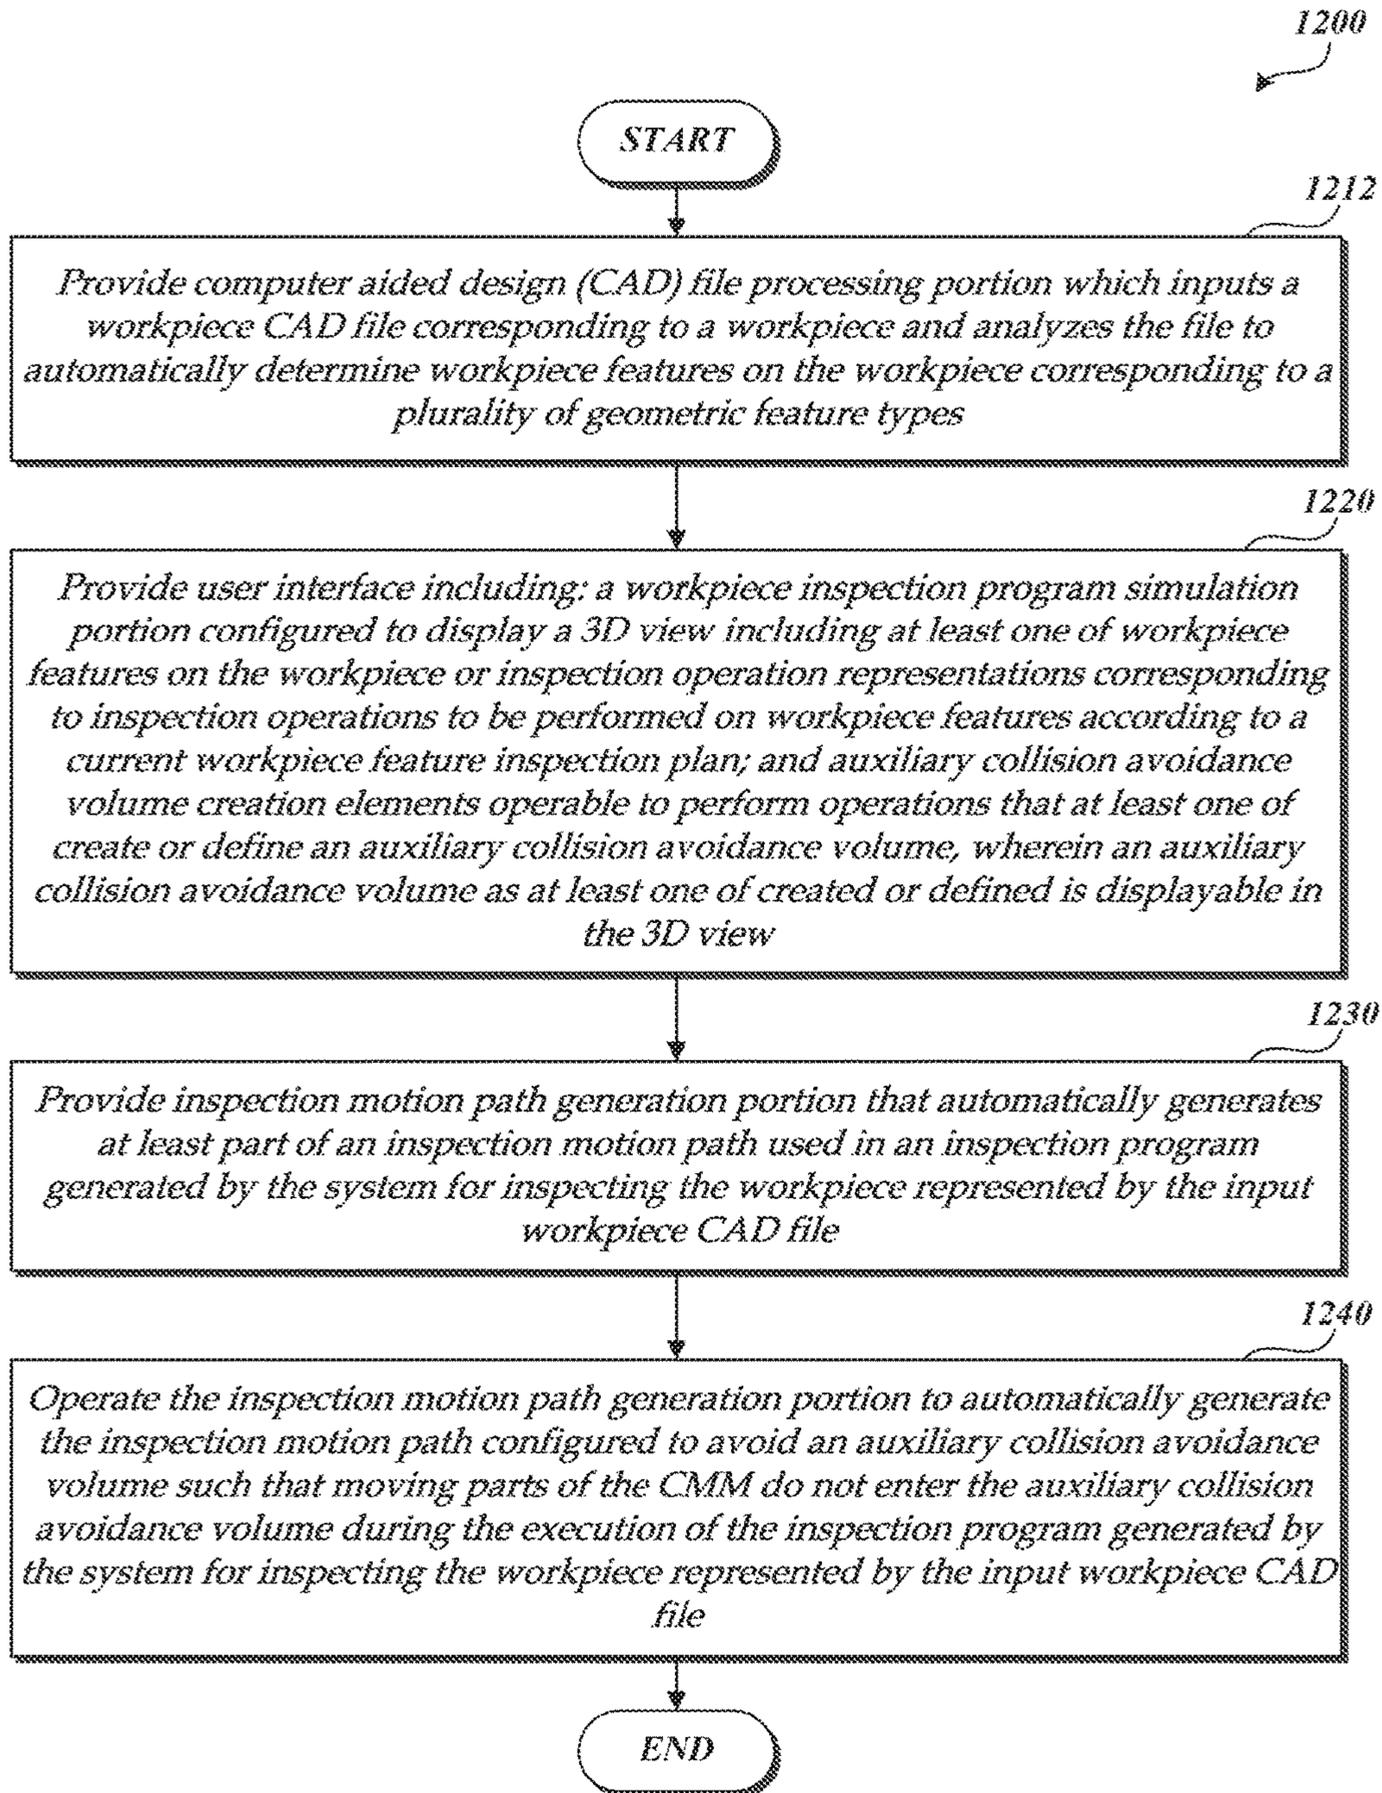 1200
START
1212
Provide computer aided design (CAD) file processing portion which inputs a
workpiece CAD file corresponding to a workpiece and analyzes the file to
automatically determine workpiece features on the workpiece corresponding to a
plurality of geometric feature types
1220
Provide user interface including: a workpiece inspection program simulation
portion configured to display a 3D view including at least one of workpiece
features on the workpiece or inspection operation representations corresponding
to inspection operations to be performed on workpiece features according to a
current workpiece feature inspection plan; and auxiliary collision avoidance
volume creation elements operable to perform operations that at least one of
create or define an auxiliary collision avoidance volume, wherein an auxiliary
collision avoidance volume as at least one of created or defined is displayable in
the 3D view
1230
Provide inspection motion path generation portion that automatically generates
at least part of an inspection motion path used in an inspection program
generated by the system for inspecting the workpiece represented by the input
workpiece CAD file
1240
Operate the inspection motion path generation portion to automatically generate
the inspection motion path configured to avoid an auxiliary collision avoidance
volume such that moving parts of the CMM do not enter the auxiliary collision
avoidance volume during the execution of the inspection program generated by
the system for inspecting the workpiece represented by the input workpiece CAD
file
END